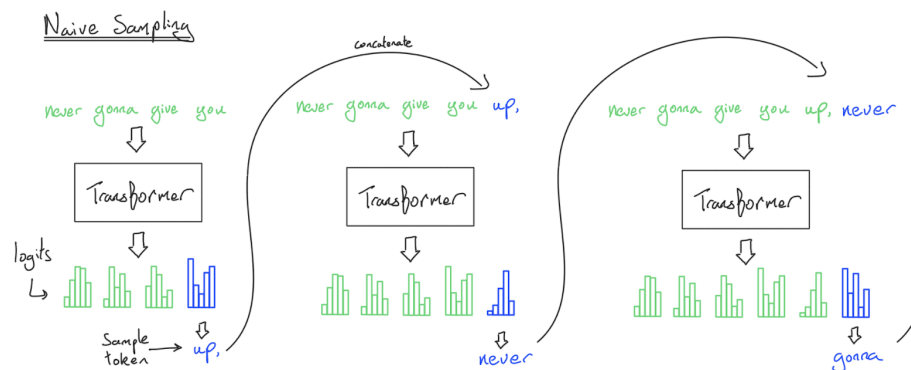 Naive Sampling
concatenate
never gonna give you
never gonna give you up,
never gonna give you up, never
Transformer
Transformer
Transformer
logits
Sample
token
up,
never
gonna